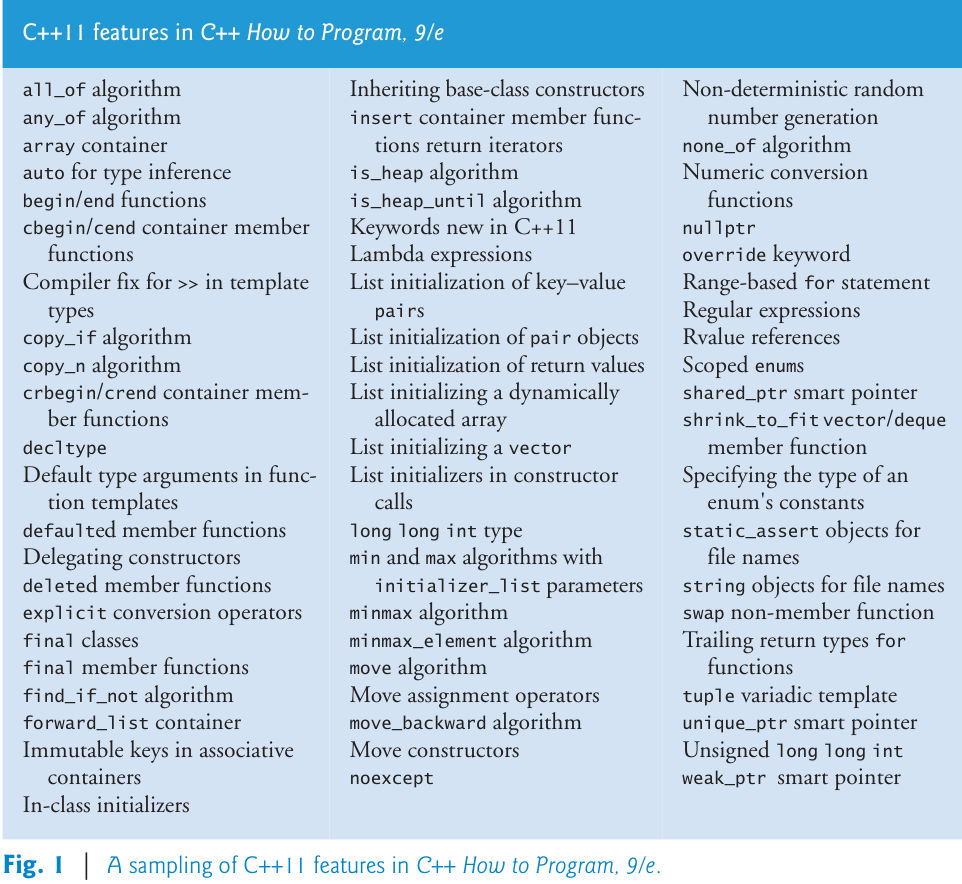 C++11 features in C++ How to Program, 9/e
all_of algorithm
any_of algorithm
array container
auto for type inference
begin/end functions
cbegin/cend container member
functions
Compiler fix for >> in template
types
copy_if algorithm
copy_n algorithm
crbegin/crend container mem-
ber functions
decltype
Default type arguments in func-
tion templates
defaulted member functions
Delegating constructors
deleted member functions
explicit conversion operators
final classes
final member functions
find_if_not algorithm
forward_list container
Immutable keys in associative
containers
In-class initializers
Inheriting base-class constructors
insert container member func-
tions return iterators
is_heap algorithm
is_heap_until algorithm
Keywords new in C++11
Lambda expressions
List initialization of key–value
pairs
List initialization of pair objects
List initialization of return values
List initializing a dynamically
allocated array
List initializing a vector
List initializers in constructor
calls
long long int type
min and max algorithms with
initializer_list parameters
minmax algorithm
minmax_element algorithm
move algorithm
Move assignment operators
move_backward algorithm
Move constructors
noexcept
Non-deterministic random
number generation
none_of algorithm
Numeric conversion
functions
nullptr
override keyword
Range-based for statement
Regular expressions
Rvalue references
Scoped enums
shared_ptr smart pointer
shrink_to_fit vector/deque
member function
Specifying the type of an
enum's constants
static_assert objects for
file names
string objects for file names
swap non-member function
Trailing return types for
functions
tuple variadic template
unique_ptr smart pointer
Unsigned long long int
weak_ptr smart pointer
Fig. 1 | A sampling of C++11 features in C++ How to Program, 9/e.